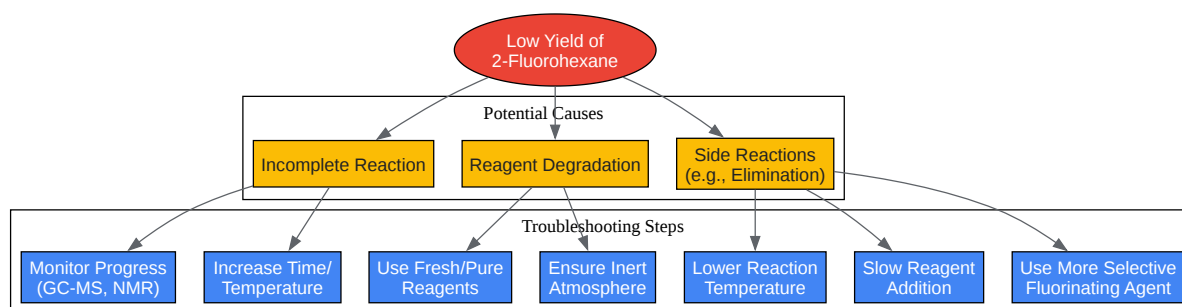 Low Yield of
2-Fluorohexane
Potential Causes
Incomplete Reaction
Reagent Degradation
Side Reactions
(e.g., Elimination)
Troubleshooting Steps
Monitor Progress
(GC-MS, NMR)
Increase Time/
Temperature
Use Fresh/Pure
Reagents
Ensure Inert
Atmosphere
Lower Reaction
Temperature
Slow Reagent
Addition
Use More Selective
Fluorinating Agent